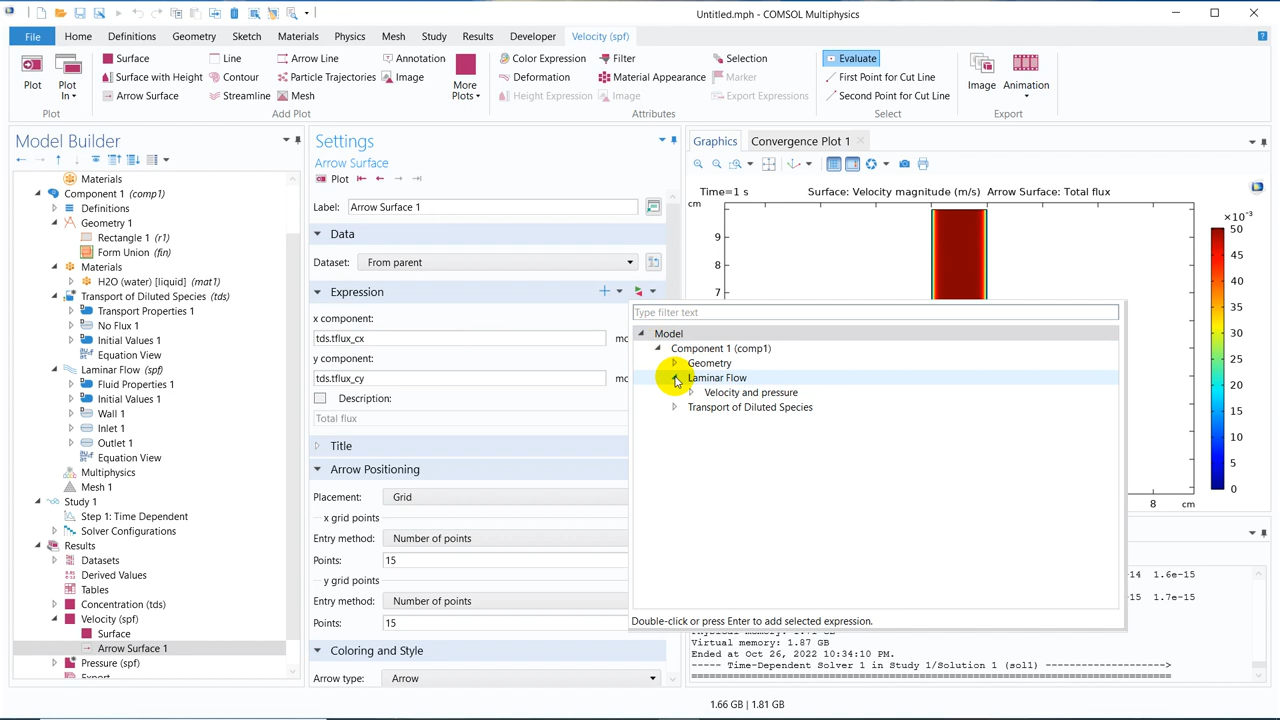 Untitled.mph - COMSOL Multiphysics
File Home Definitions Geometry Sketch Materials Physics Mesh Study Results Developer Velocity (spf)
Plot
Plot In
Surface
Surface with Height
Arrow Surface
Line
Contour
Streamline
Arrow Line
Particle Trajectories
Mesh
Annotation
Image
More Plots
Color Expression
Deformation
Height Expression
Filter
Material Appearance
Image
Selection
Marker
Export Expressions
Evaluate
First Point for Cut Line
Second Point for Cut Line
Image
Animation
Plot Add Plot Attributes Select Export
Model Builder
Materials
Component 1 (comp1)
Definitions
Geometry 1
Rectangle 1 (r1)
Form Union (fin)
Materials
H2O (water) [liquid] (mat1)
Transport of Diluted Species (tds)
Transport Properties 1
No Flux 1
Initial Values 1
Equation View
Laminar Flow (spf)
Fluid Properties 1
Initial Values 1
Wall 1
Inlet 1
Outlet 1
Equation View
Multiphysics
Mesh 1
Study 1
Step 1: Time Dependent
Solver Configurations
Results
Datasets
Derived Values
Tables
Concentration (tds)
Velocity (spf)
Surface
Arrow Surface 1
Pressure (spf)
Export
Settings
Arrow Surface
Plot
Label: Arrow Surface 1
Data
Dataset: From parent
Expression
x component:
tds.tflux_cx
y component:
tds.tflux_cy
Description:
Total flux
Title
Arrow Positioning
Placement: Grid
x grid points
Entry method: Number of points
Points: 15
y grid points
Entry method: Number of points
Points: 15
Coloring and Style
Arrow type: Arrow
Graphics Convergence Plot 1
Time=1 s Surface: Velocity magnitude (m/s) Arrow Surface: Total flux
cm
9
8
7
8 cm
×10⁻³
50
45
40
35
30
25
20
15
10
5
0
Type filter text
Model
Component 1 (comp1)
Geometry
Laminar Flow
Velocity and pressure
Transport of Diluted Species
Double-click or press Enter to add selected expression.
14 1.6e-15
15 1.7e-15
Virtual memory: 1.87 GB
Ended at Oct 26, 2022 10:34:10 PM.
----- Time-Dependent Solver 1 in Study 1/Solution 1 (sol1) -------------------->
1.66 GB | 1.81 GB